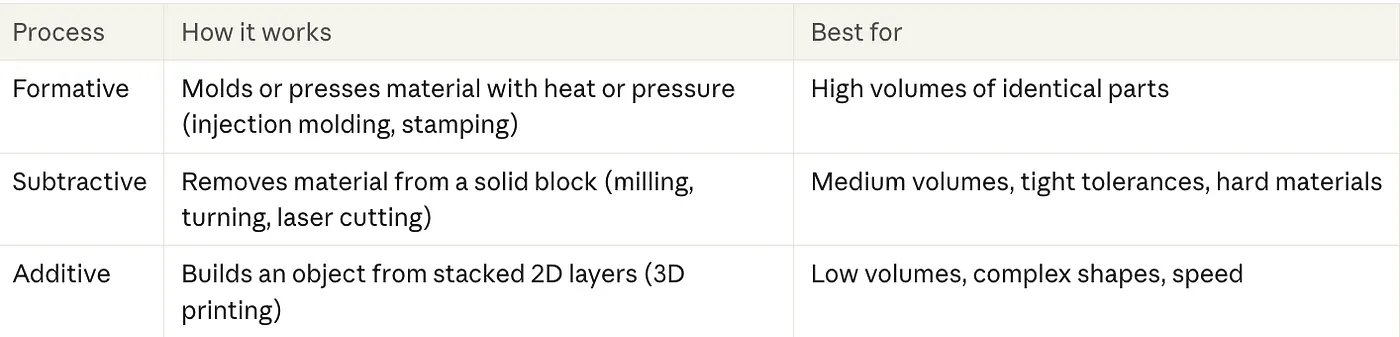 Process
How it works
Best for
Formative
Molds or presses material with heat or pressure
(injection molding, stamping)
High volumes of identical parts
Subtractive
Removes material from a solid block (milling,
turning, laser cutting)
Medium volumes, tight tolerances, hard materials
Additive
Builds an object from stacked 2D layers (3D
printing)
Low volumes, complex shapes, speed